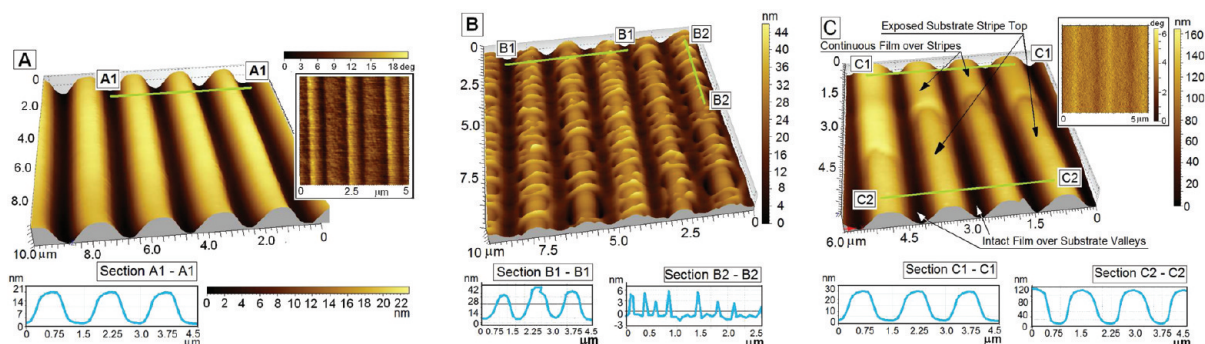 A
0
A1
A1
2.0
4.0
6.0
8.0
10.0
μm
8.0
6.0
4.0
2.0
0
0 3 6 9 12 15 18 deg
0 2.5 μm 5
Section A1 - A1
nm
21
14
7
0
0 0.75 1.5 2.25 3.0 3.75 4.5
μm
0 2 4 6 8 10 12 14 16 18 20 22
nm
B
0
B1
B1
B2
B2
2.5
5.0
7.5
10 μm
7.5
5.0
2.5
0
nm
44
40
36
32
28
24
20
16
12
8
4
0
Section B1 - B1
nm
42
28
14
0
0 0.75 1.5 2.25 3.0 3.75 4.5
μm
Section B2 - B2
nm
6
3
0
-3
0 0.5 1.0 1.5 2.0 2.5
μm
C
Exposed Substrate Stripe Top
Continuous Film over Stripes
0
C1
C1
1.5
3.0
4.5
C2
C2
6.0 μm
4.5
3.0
1.5
0
Intact Film over Substrate Valleys
deg
6
4
2
0
0 5 μm
nm
160
140
120
100
80
60
40
20
0
Section C1 - C1
nm
30
20
10
0
0 0.75 1.5 2.25 3.0 3.75 4.5
μm
Section C2 - C2
nm
120
80
40
0
0 0.75 1.5 2.25 3.0 3.75 4.5
μm